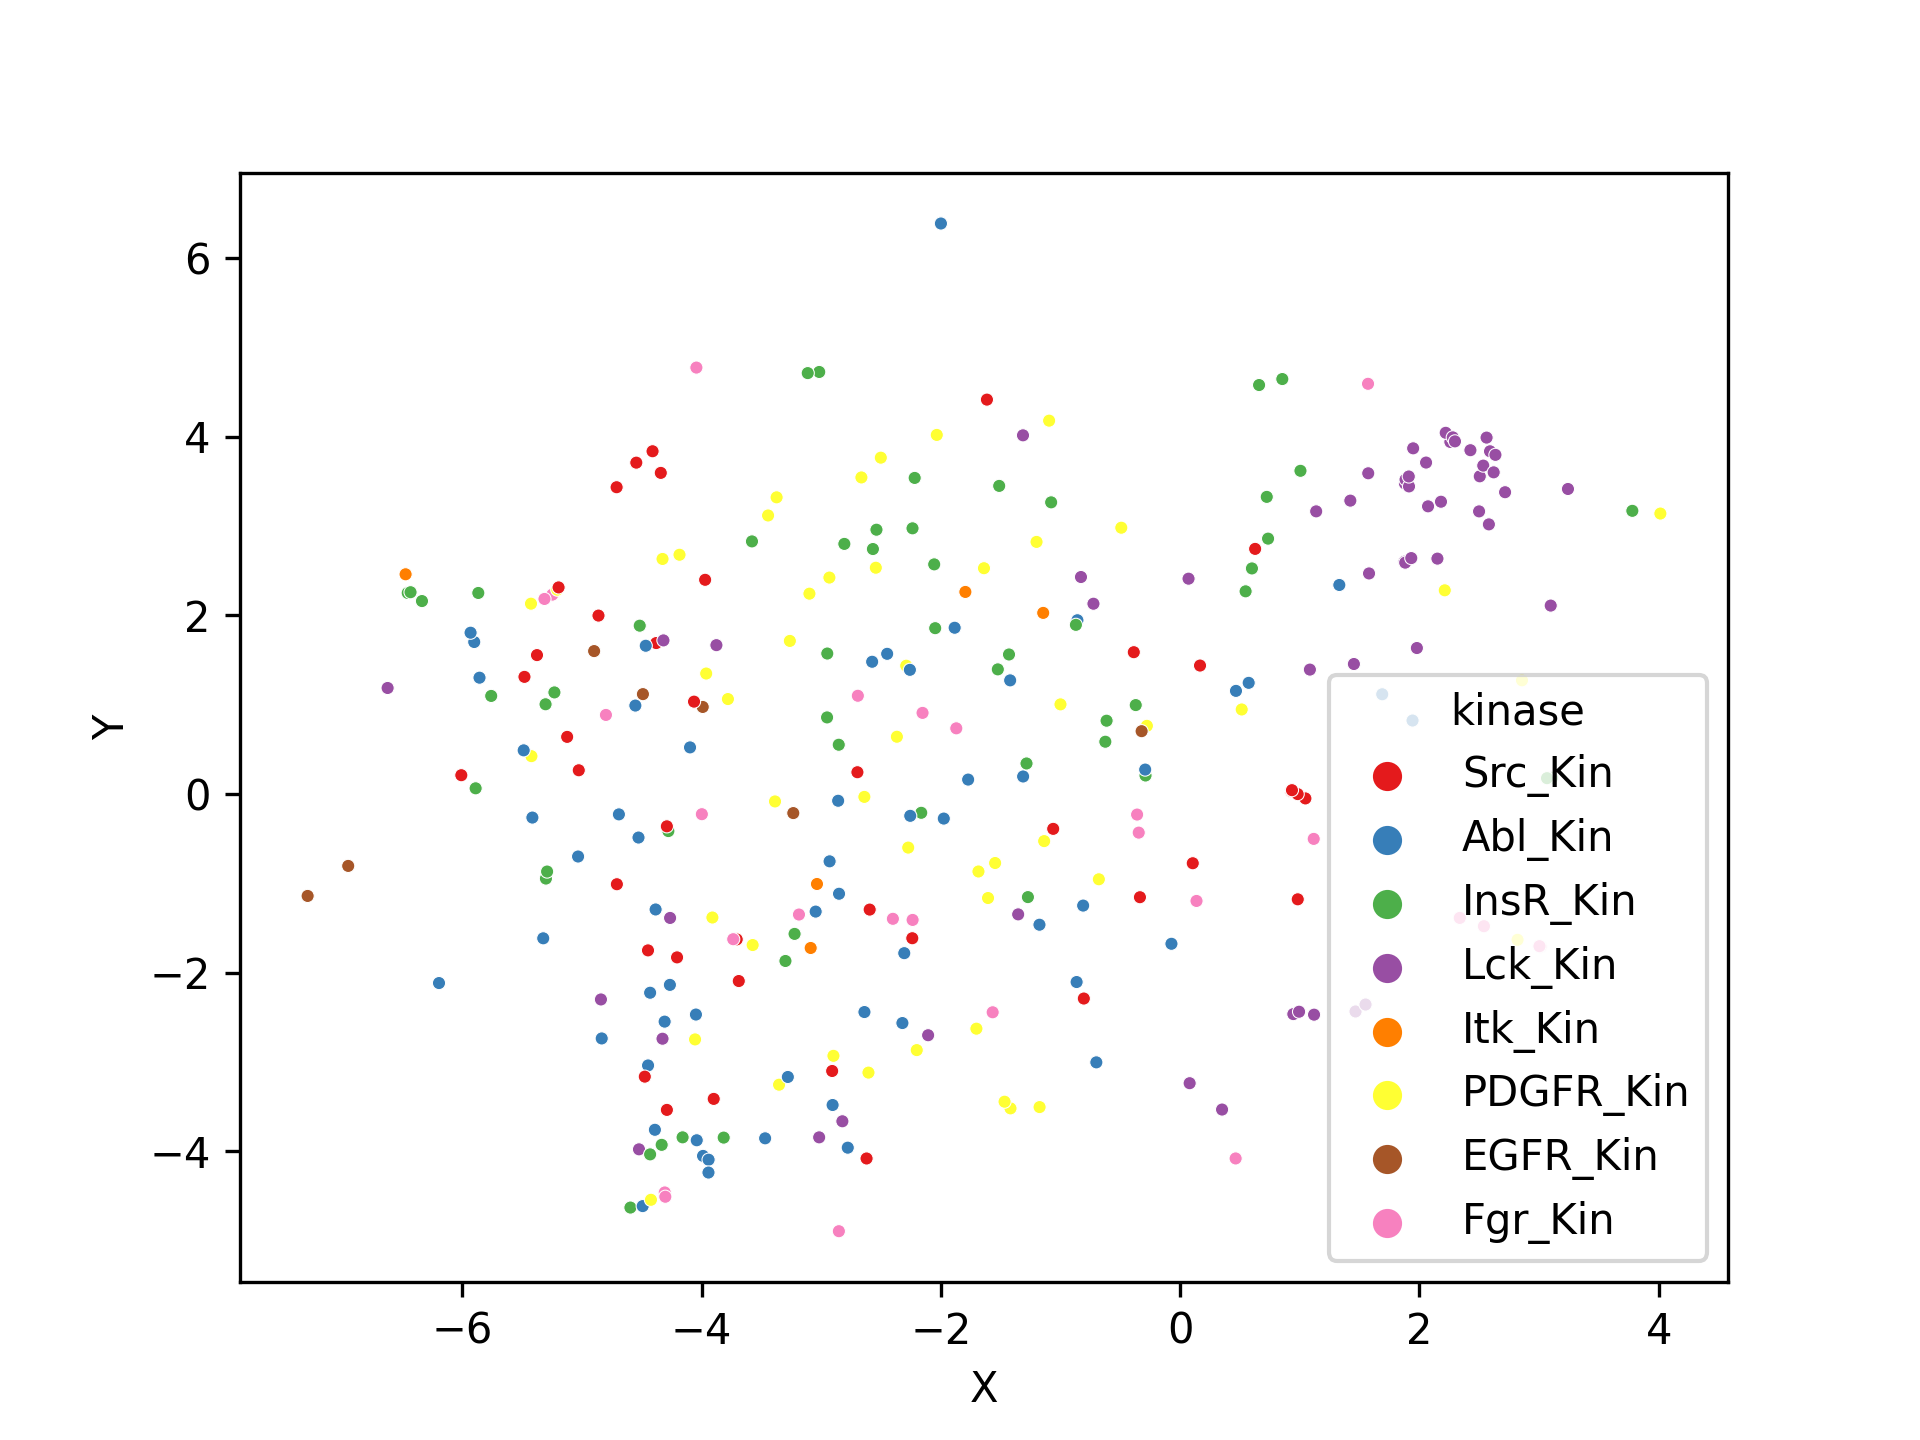 6
4
2
0
−2
−4
Y
kinase
Src_Kin
Abl_Kin
InsR_Kin
Lck_Kin
Itk_Kin
PDGFR_Kin
EGFR_Kin
Fgr_Kin
−6 −4 −2 0 2 4
X